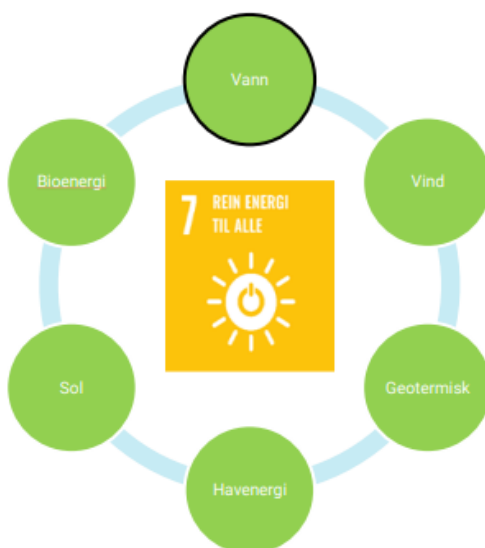 Vann
Vind
Geotermisk
Havenergi
Sol
Bioenergi
7 REIN ENERGI
TIL ALLE